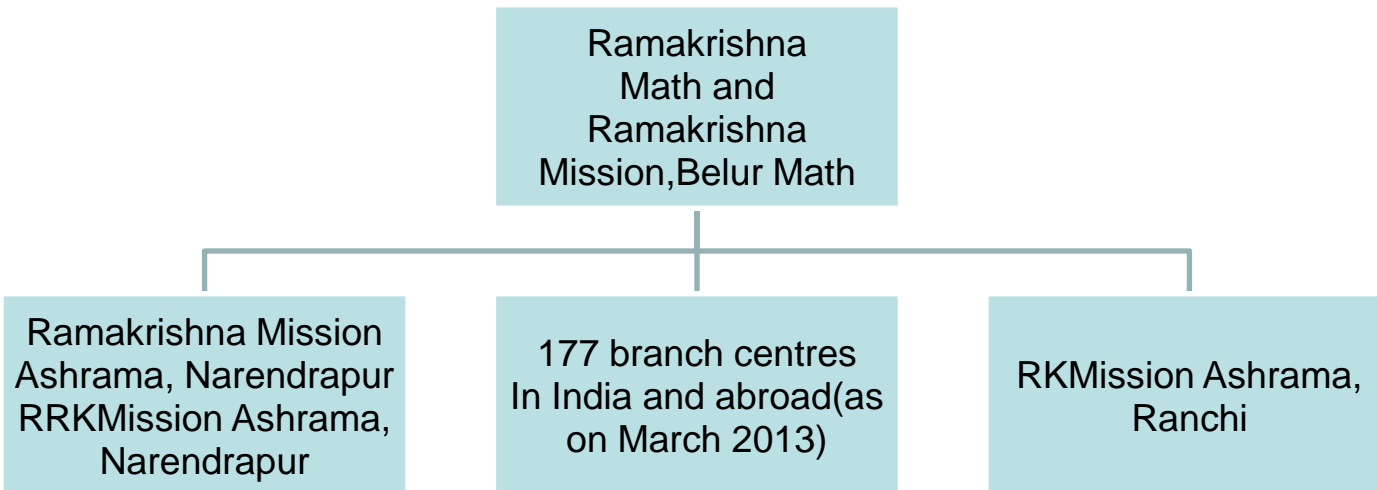 Ramakrishna
Math and
Ramakrishna
Mission,Belur Math
Ramakrishna Mission
Ashrama, Narendrapur
RRKMission Ashrama,
Narendrapur
177 branch centres
In India and abroad(as
on March 2013)
RKMission Ashrama,
Ranchi